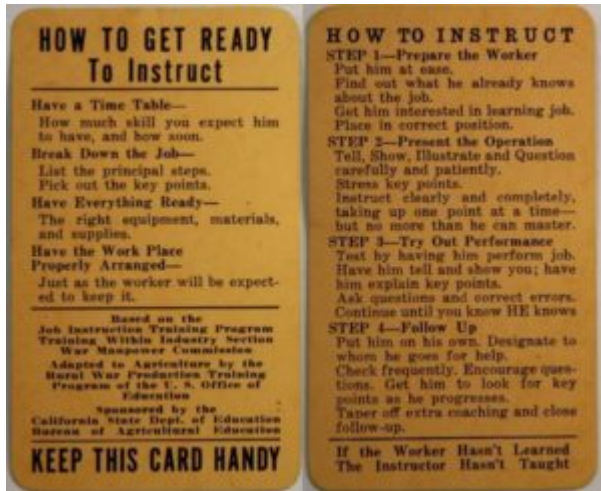 HOW TO GET READY
To Instruct
Have a Time Table—
How much skill you expect him
to have, and how soon.
Break Down the Job—
List the principal steps.
Pick out the key points.
Have Everything Ready—
The right equipment, materials,
and supplies.
Have the Work Place
Properly Arranged—
Just as the worker will be expect-
ed to keep it.
Based on the
Job Instruction Training Program
Training Within Industry Section
War Manpower Commission
Adapted to Agriculture by the
Rural War Production Training
Program of the U. S. Office of
Education
Sponsored by the
California State Dept. of Education
Bureau of Agricultural Education
KEEP THIS CARD HANDY
HOW TO INSTRUCT
STEP 1—Prepare the Worker
Put him at ease.
Find out what he already knows
about the job.
Get him interested in learning job.
Place in correct position.
STEP 2—Present the Operation
Tell, Show, Illustrate and Question
carefully and patiently.
Stress key points.
Instruct clearly and completely,
taking up one point at a time—
but no more than he can master.
STEP 3—Try Out Performance
Test by having him perform job.
Have him tell and show you; have
him explain key points.
Ask questions and correct errors.
Continue until you know HE knows
STEP 4—Follow Up
Put him on his own. Designate to
whom he goes for help.
Check frequently. Encourage ques-
tions. Get him to look for key
points as he progresses.
Taper off extra coaching and close
follow-up.
If the Worker Hasn't Learned
The Instructor Hasn't Taught